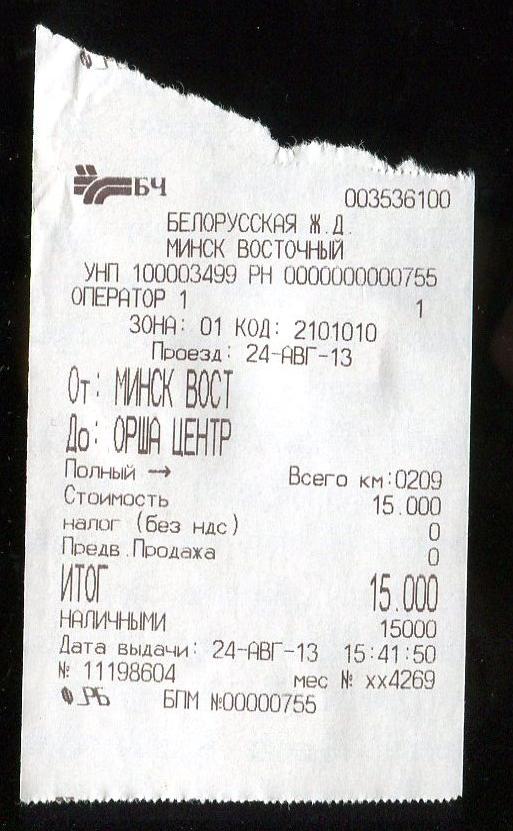 БЧ
003536100
БЕЛОРУССКАЯ Ж.Д.
МИНСК ВОСТОЧНЫЙ
УНП 100003499 РН 0000000000755
ОПЕРАТОР 1 1
ЗОНА: 01 КОД: 2101010
Проезд: 24-АВГ-13
От: МИНСК ВОСТ
До: ОРША ЦЕНТР
Полный → Всего км:0209
Стоимость 15.000
налог (без ндс) 0
Предв.Продажа 0
ИТОГ 15.000
НАЛИЧНЫМИ 15000
Дата выдачи: 24-АВГ-13 15:41:50
№ 11198604 мес № xx4269
БПМ №00000755